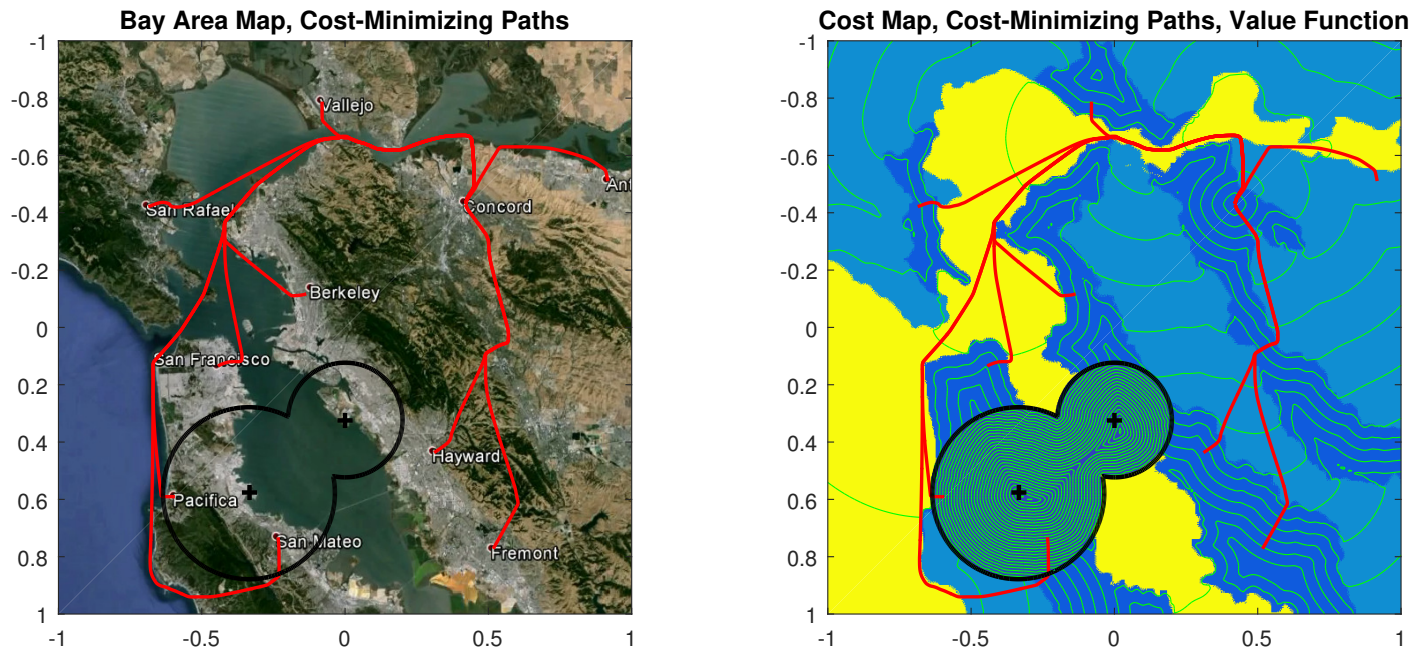 Bay Area Map, Cost-Minimizing Paths
-1
-0.8
-0.6
-0.4
-0.2
0
0.2
0.4
0.6
0.8
1
-1
-0.5
0
0.5
1
Vallejo
San Rafael
Concord
Berkeley
San Francisco
Hayward
Pacifica
San Mateo
Fremont
Cost Map, Cost-Minimizing Paths, Value Function
-1
-0.8
-0.6
-0.4
-0.2
0
0.2
0.4
0.6
0.8
1
-1
-0.5
0
0.5
1